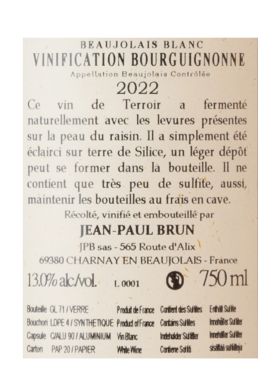 BEAUJOLAIS BLANC
VINIFICATION BOURGUIGNONNE
Appellation Beaujolais Contrôlée
2022
Ce vin de Terroir a fermenté
naturellement avec les levures présentes
sur la peau du raisin. Il a simplement été
éclairci sur terre de Silice, un léger dépôt
peut se former dans la bouteille. Il ne
contient que très peu de sulfite, aussi,
maintenir les bouteilles au frais en cave.
Récolté, vinifié et embouteillé par
JEAN-PAUL BRUN
JPB sas - 565 Route d'Alix
69380 CHARNAY EN BEAUJOLAIS - France
13.0% alc/vol. L 0001 750 ml
Bouteille GL 71 / VERRE Produit de France Contient des Sulfites Enthält Sulfite
Bouchon LDPE 4 / SYNTHETIQUE Product of France Contains Sulfites
Capsule C/ALU 90 / ALUMINIUM Vin Blanc
Carton PAP 20 / PAPIER White Wine Contiene Solfiti